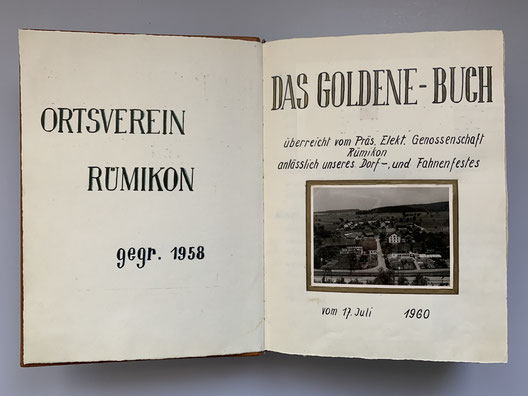 ORTSVEREIN
RÜMIKON
gegr. 1958
DAS GOLDENE-BUCH
überreicht vom Präs. Elekt. Genossenschaft
Rümikon
anlässlich unseres Dorf-, und Fahnenfestes
vom 17. Juli 1960